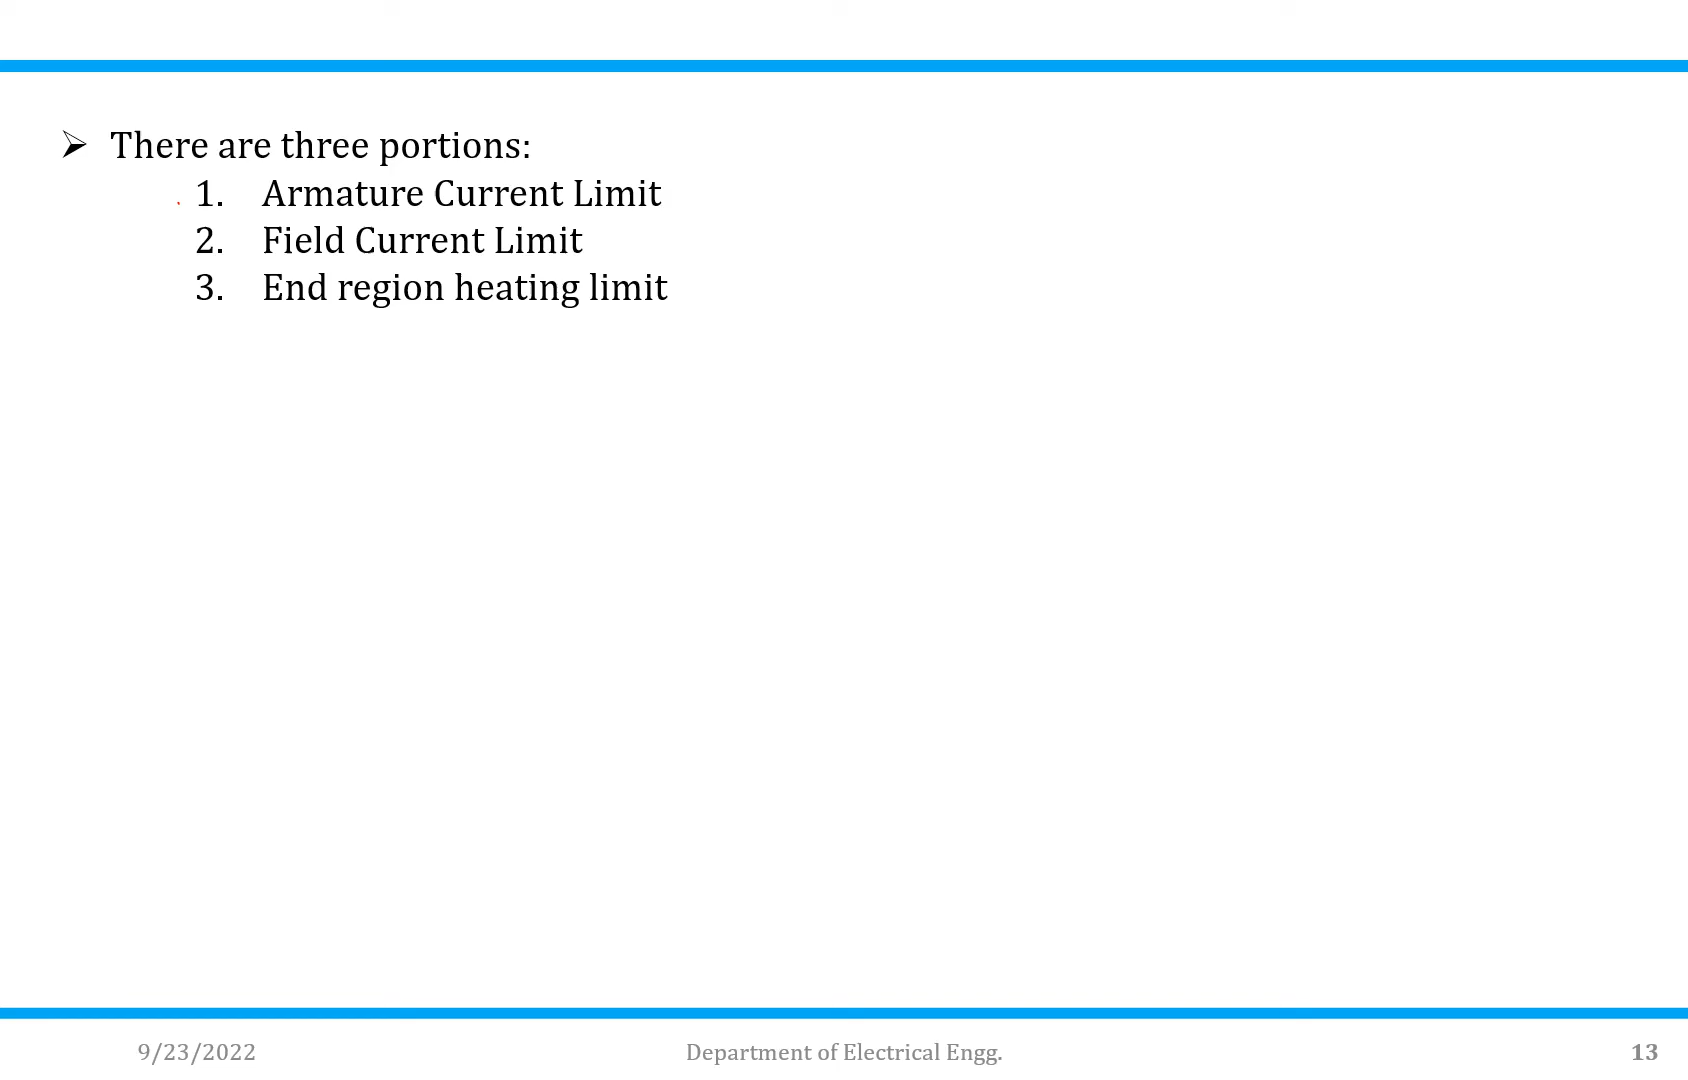 ➢ There are three portions:
1. Armature Current Limit
2. Field Current Limit
3. End region heating limit
9/23/2022 Department of Electrical Engg. 13